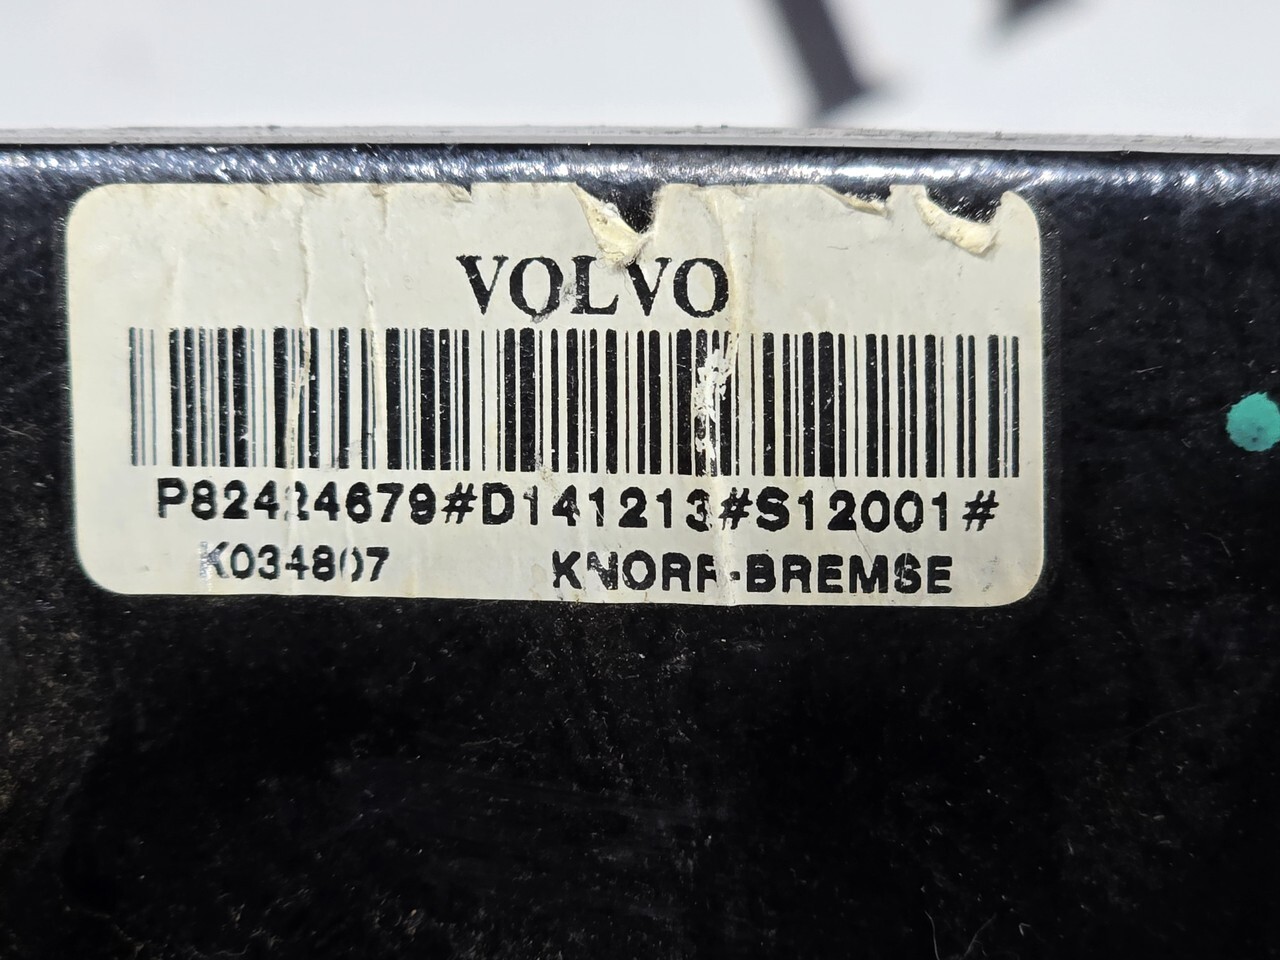 VOLVO
P82424679#D141213#S12001#
K034807 KNORR-BREMSE